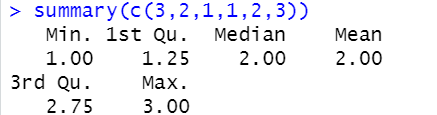 > summary(c(3,2,1,1,2,3))
   Min. 1st Qu.  Median    Mean
   1.00    1.25    2.00    2.00
3rd Qu.    Max.
   2.75    3.00